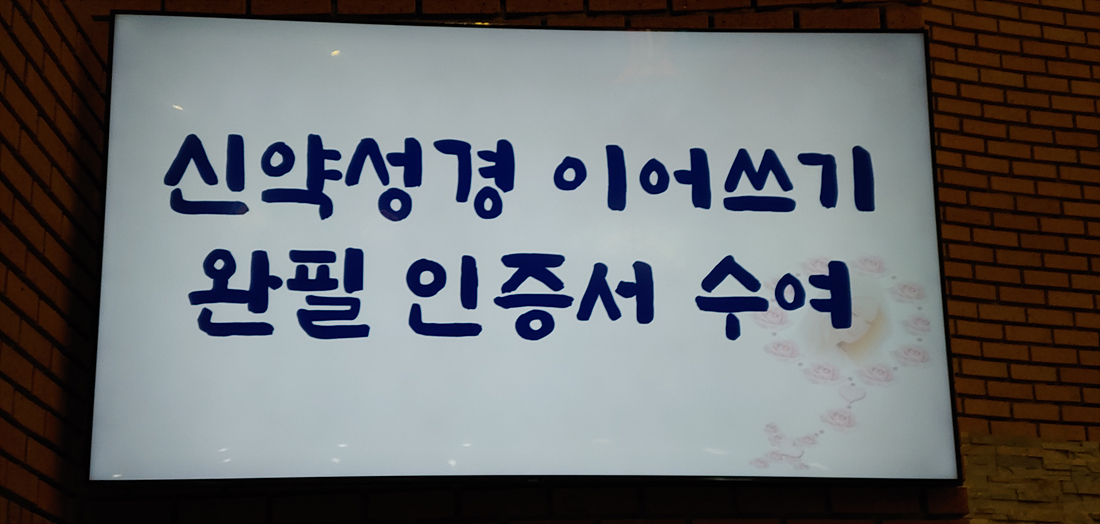 신약성경 이어쓰기
완필 인증서 수여